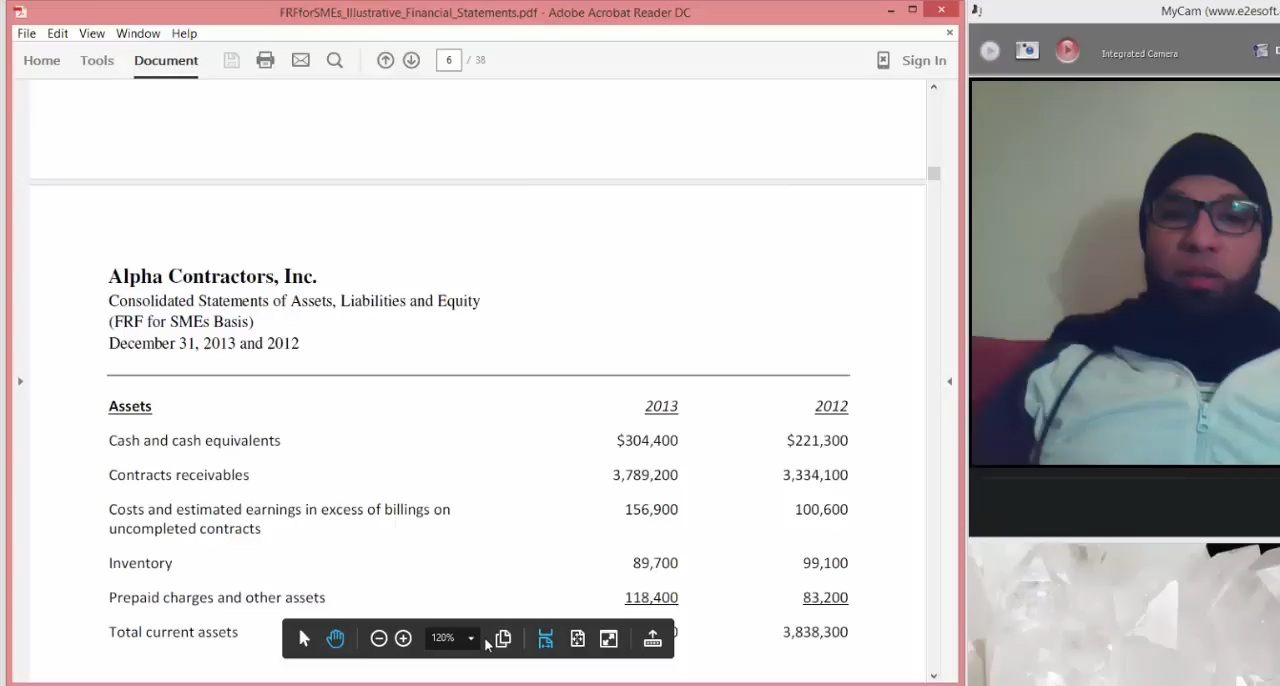 FRFforSMEs_Illustrative_Financial_Statements.pdf - Adobe Acrobat Reader DC
File Edit View Window Help
Home Tools Document 6 / 38 Sign In
Alpha Contractors, Inc.
Consolidated Statements of Assets, Liabilities and Equity
(FRF for SMEs Basis)
December 31, 2013 and 2012
Assets 2013 2012
Cash and cash equivalents $304,400 $221,300
Contracts receivables 3,789,200 3,334,100
Costs and estimated earnings in excess of billings on 156,900 100,600
uncompleted contracts
Inventory 89,700 99,100
Prepaid charges and other assets 118,400 83,200
Total current assets 3,838,300
120%
MyCam (www.e2esoft.
Integrated Camera